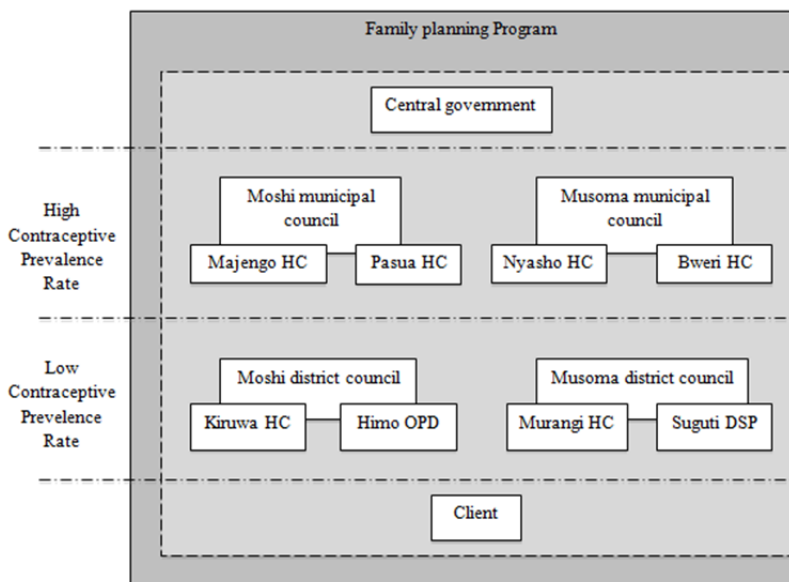 Family planning Program
Central government
High
Contraceptive
Prevalence
Rate
Moshi municipal
council
Majengo HC
Pasua HC
Musoma municipal
council
Nyasho HC
Bweri HC
Low
Contraceptive
Prevelence
Rate
Moshi district council
Kiruwa HC
Himo OPD
Musoma district council
Murangi HC
Suguti DSP
Client